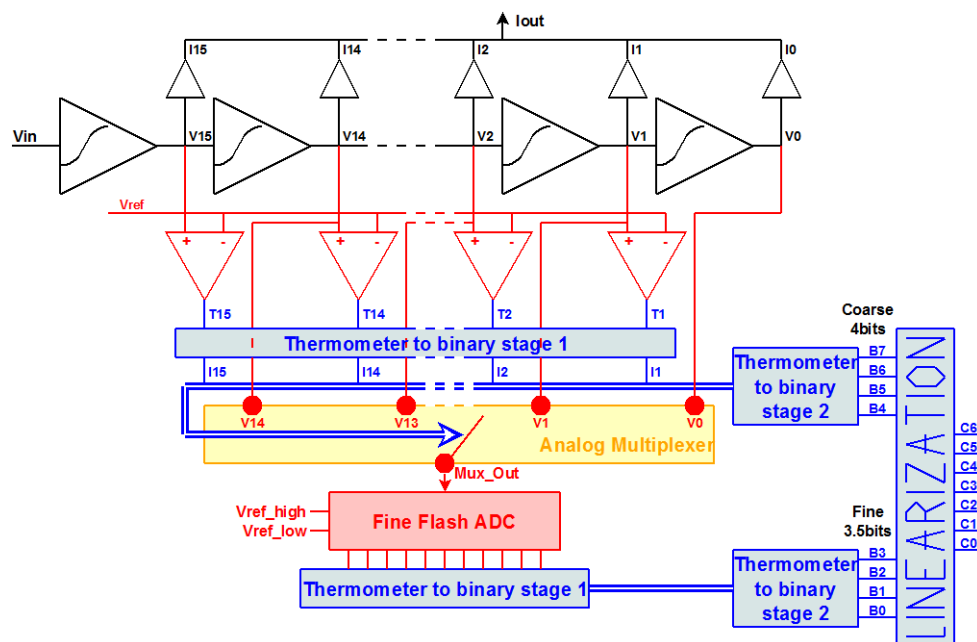 Iout
I15 I14 I2 I1 I0
Vin V15 V14 V2 V1 V0
Vref
+ - + - + - + -
T15 T14 T2 T1
Thermometer to binary stage 1
I15 I14 I2 I1
V14 V13 V1 V0
Analog Multiplexer
Mux_Out
Vref_high
Vref_low
Fine Flash ADC
Thermometer to binary stage 1
Coarse
4bits
Thermometer
to binary
stage 2
B7
B6
B5
B4
Fine
3.5bits
Thermometer
to binary
stage 2
B3
B2
B1
B0
LINEARIZATION
C6
C5
C4
C3
C2
C1
C0